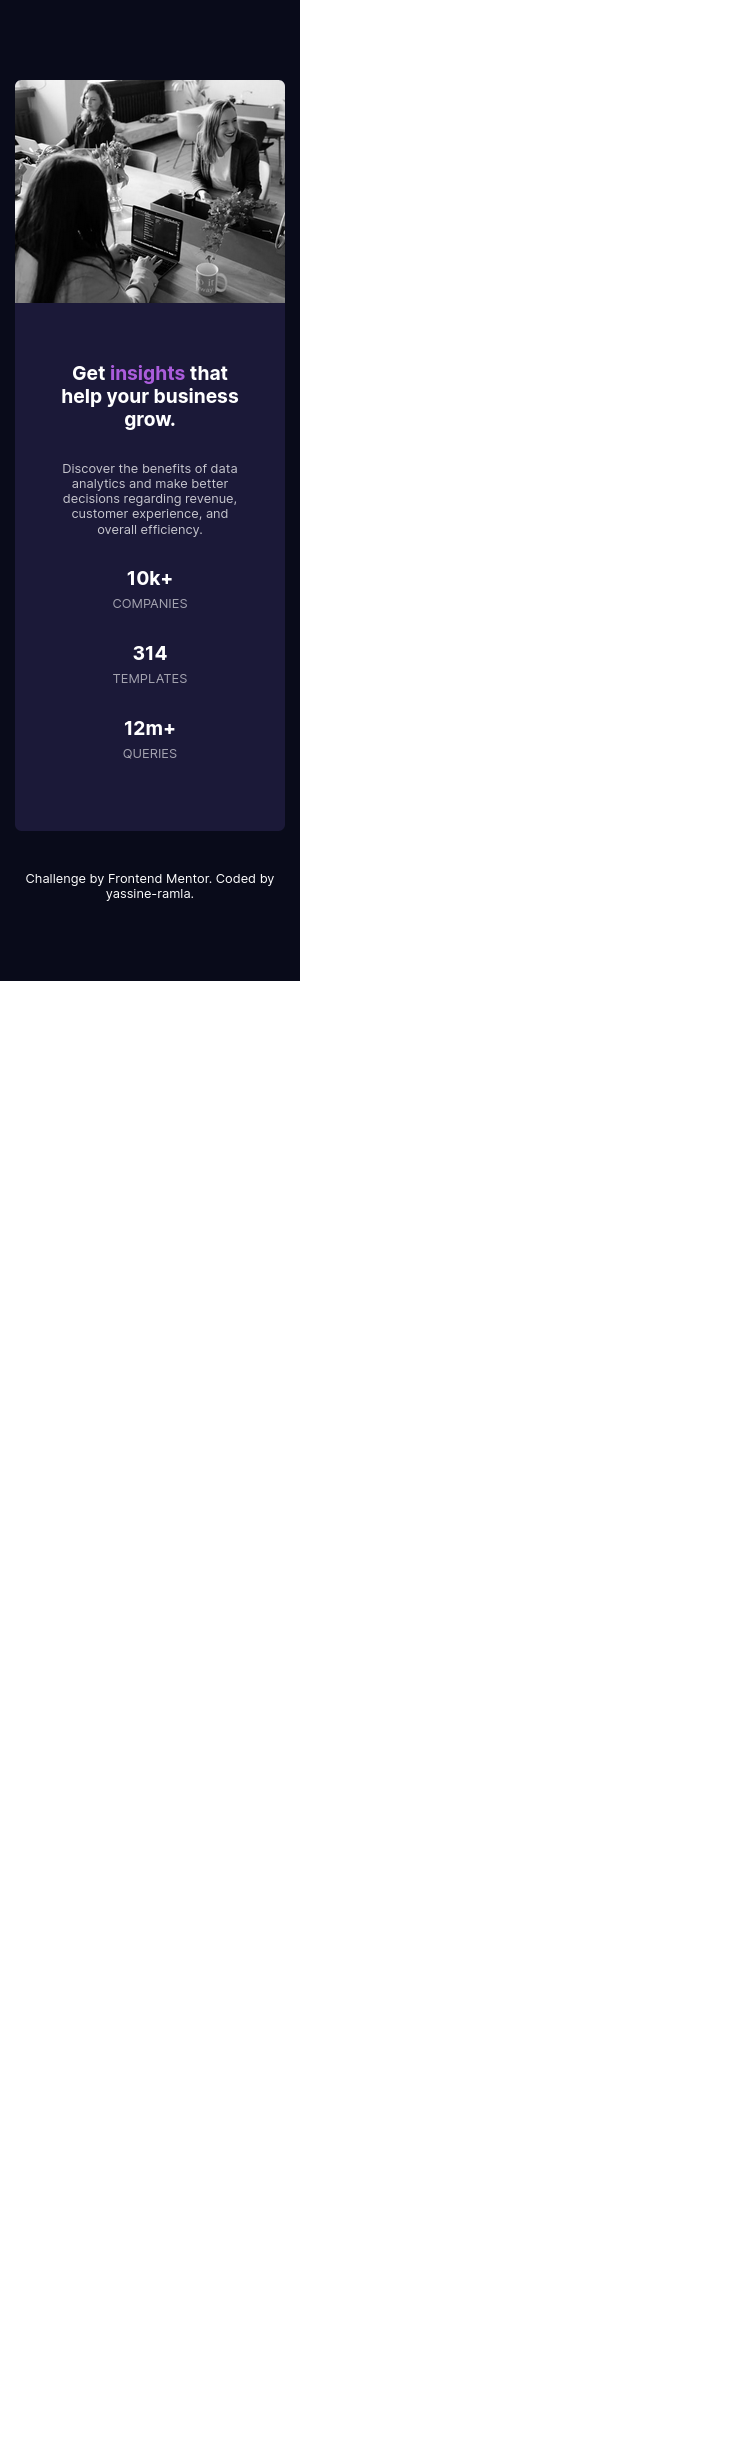 Get insights that
help your business
grow.
Discover the benefits of data
analytics and make better
decisions regarding revenue,
customer experience, and
overall efficiency.
10k+
COMPANIES
314
TEMPLATES
12m+
QUERIES
Challenge by Frontend Mentor. Coded by
yassine-ramla.